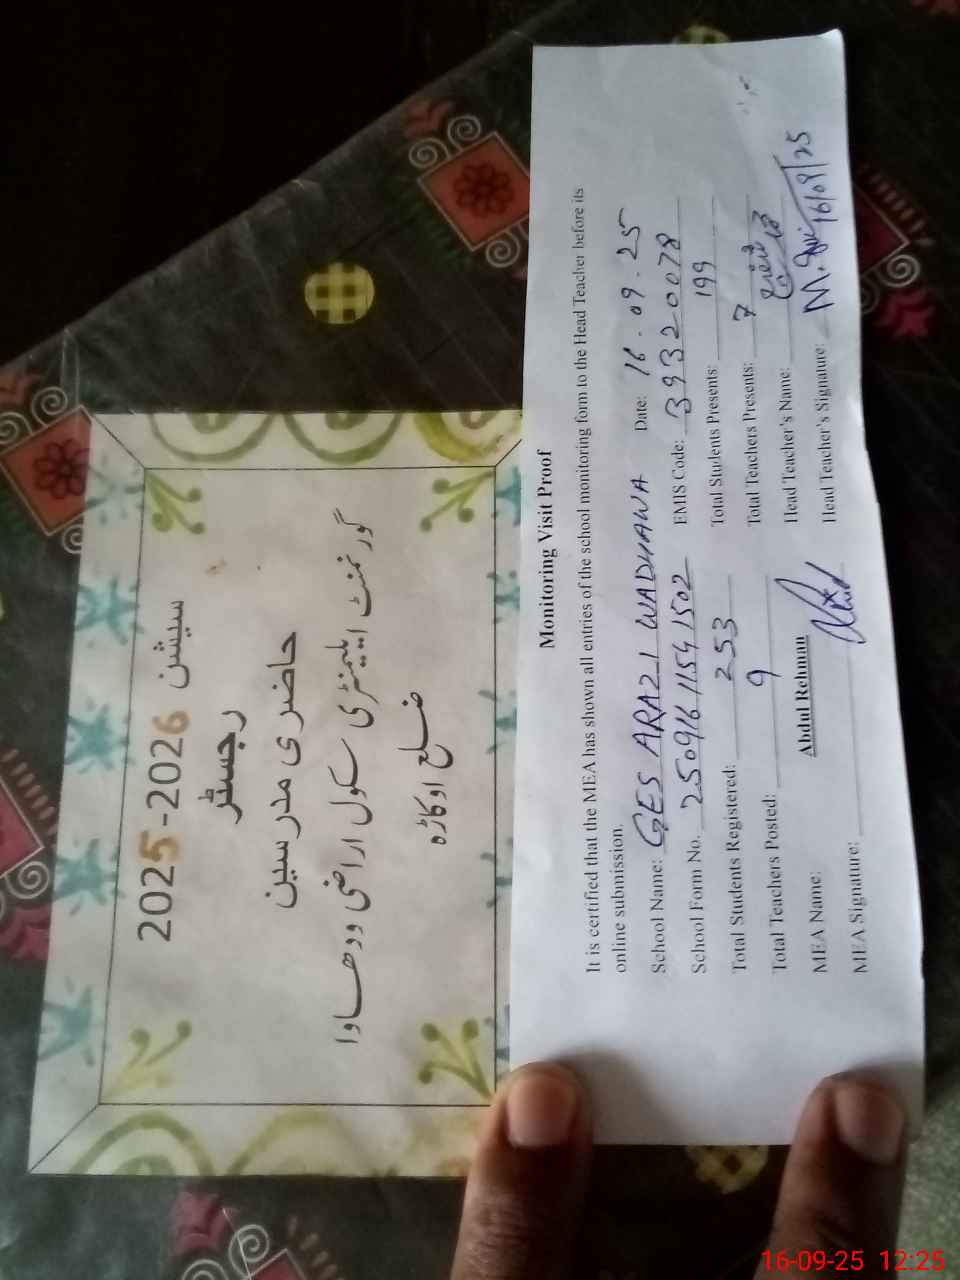 سیشن 2025-2026
رجسٹر
حاضری مدرسین
گورنمنٹ ایلیمنٹری سکول اراضی ودھاوا
ضلع اوکاڑہ
Monitoring Visit Proof
It is certified that the MEA has shown all entries of the school monitoring form to the Head Teacher before its
online submission.
School Name: GES ARAZI WADHAWA Date: 16.09.25
School Form No. 25091611541502 EMIS Code: 39320078
Total Students Registered: 253 Total Students Presents: 199
Total Teachers Posted: 9 Total Teachers Presents: 7
MEA Name: Abdul Rehman Head Teacher's Name:
MEA Signature: Head Teacher's Signature: 16/09/25
16-09-25 12:25